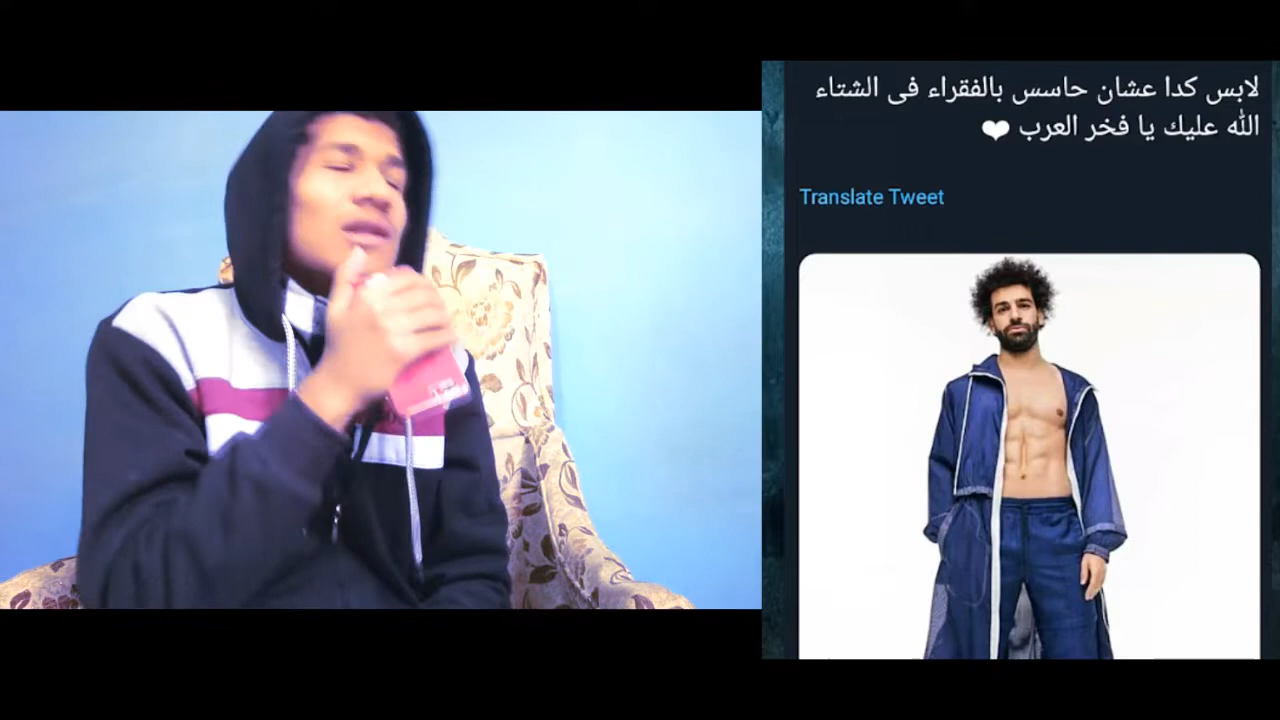 لابس كدا عشان حاسس بالفقراء فى الشتاء
الله عليك يا فخر العرب ❤
Translate Tweet